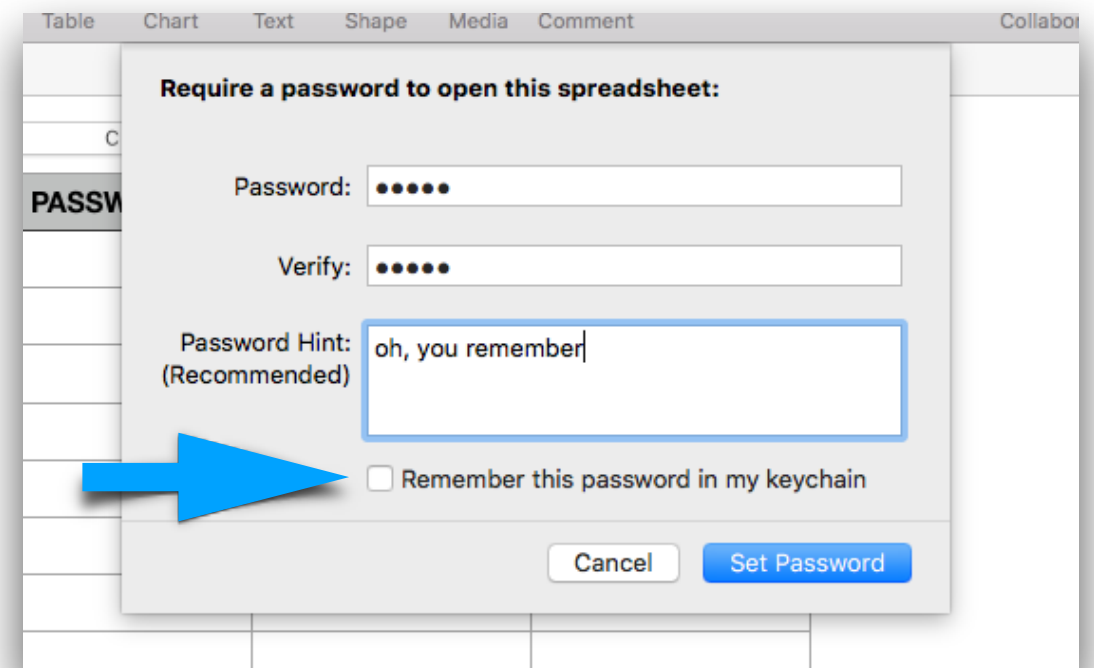 Table Chart Text Shape Media Comment
Require a password to open this spreadsheet:
C
Password: •••••
PASSW
Verify: •••••
Password Hint: oh, you remember
(Recommended)
Remember this password in my keychain
Cancel Set Password